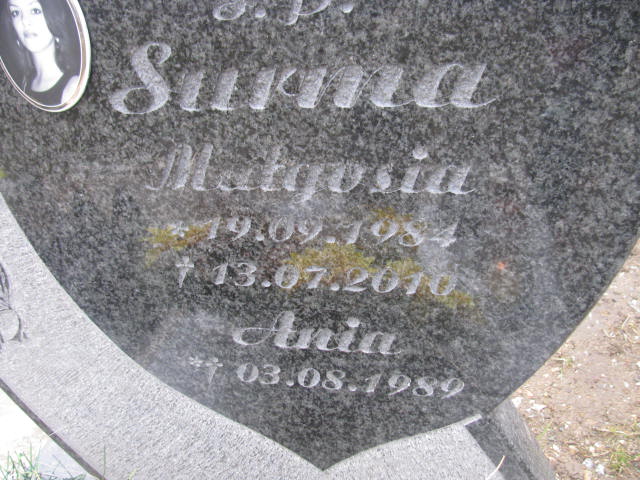 ś.p.
Surma
Małgosia
* 19.09.1984
† 13.07.2010
Ania
*† 03.08.1989